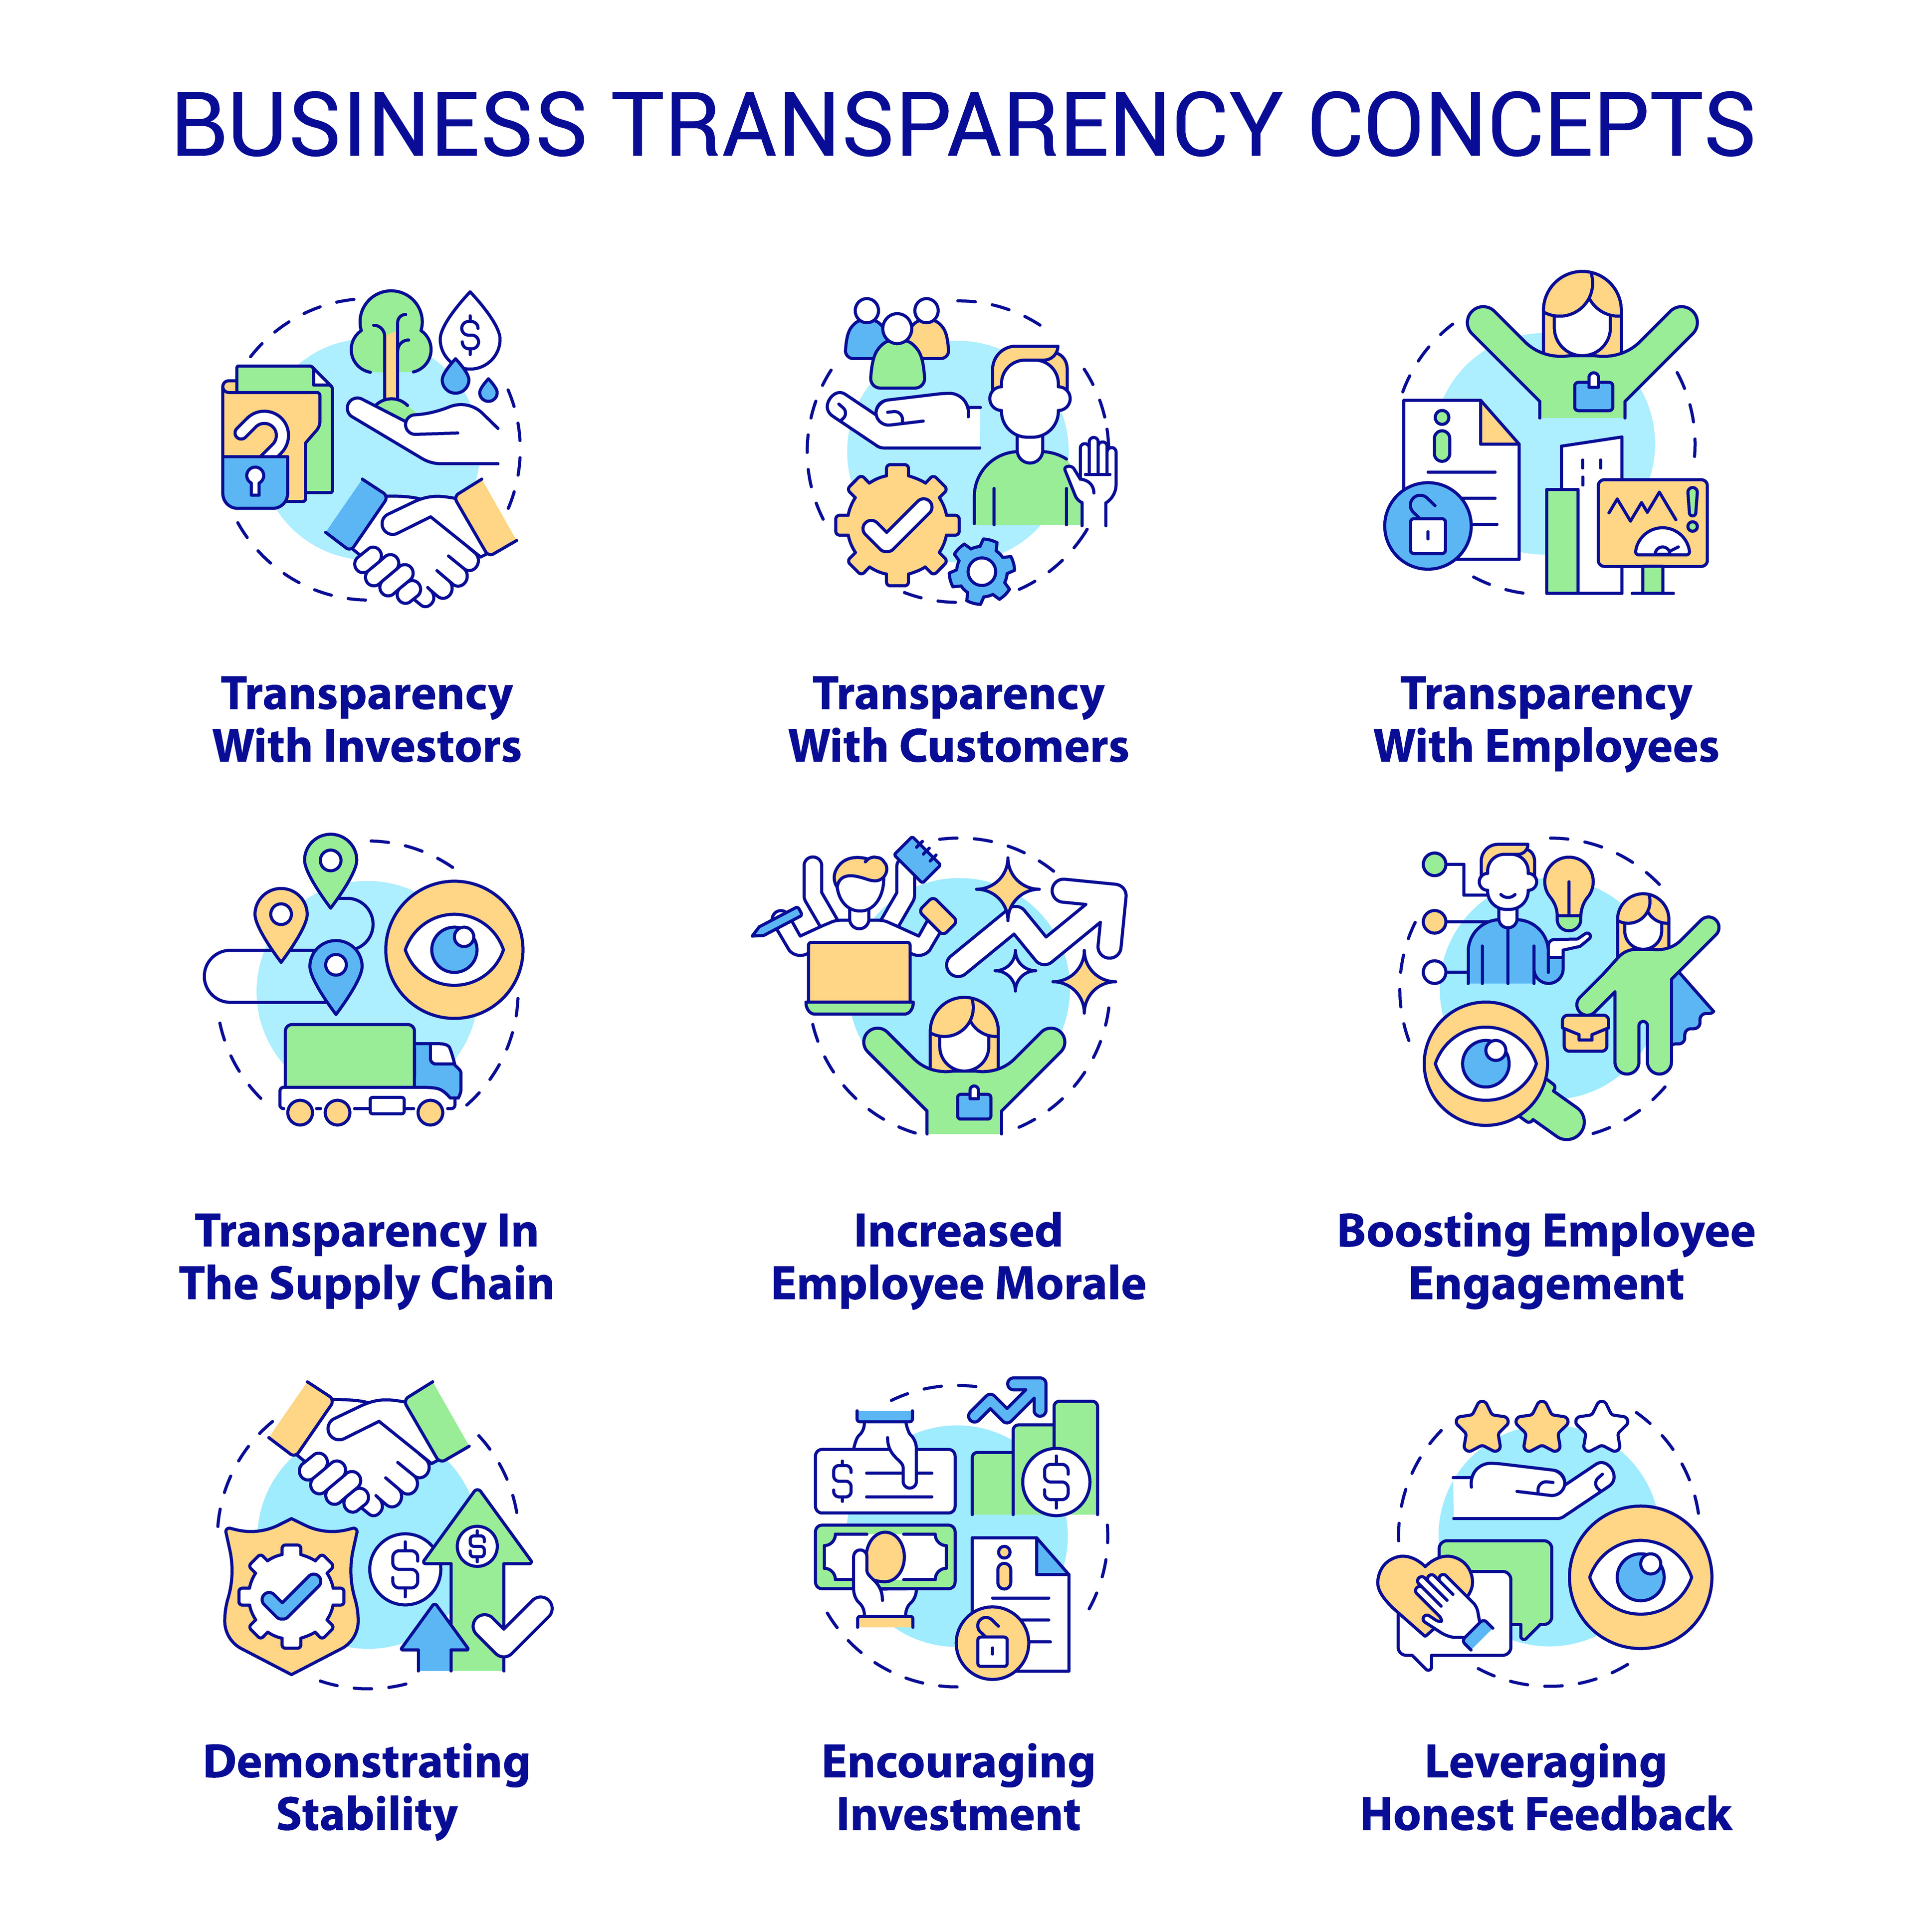 BUSINESS TRANSPARENCY CONCEPTS
$
Transparency
With Investors
Transparency
With Customers
Transparency
With Employees
Transparency In
The Supply Chain
Increased
Employee Morale
Boosting Employee
Engagement
$
$
$
$
Demonstrating
Stability
Encouraging
Investment
Leveraging
Honest Feedback